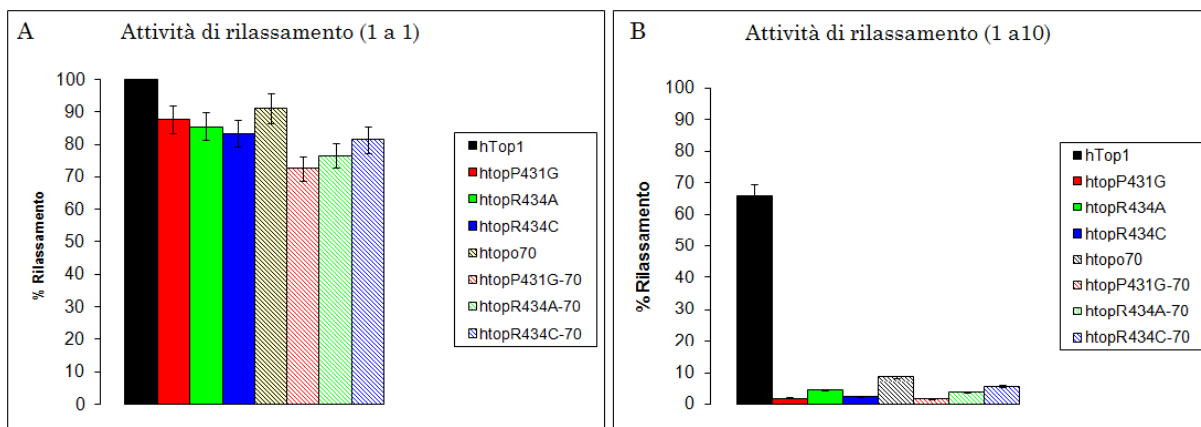 A
Attività di rilassamento (1 a 1)
% Rilassamento
100
90
80
70
60
50
40
30
20
10
0
hTop1
htopP431G
htopR434A
htopR434C
htopo70
htopP431G-70
htopR434A-70
htopR434C-70
B
Attività di rilassamento (1 a10)
% Rilassamento
100
90
80
70
60
50
40
30
20
10
0
hTop1
htopP431G
htopR434A
htopR434C
htopo70
htopP431G-70
htopR434A-70
htopR434C-70